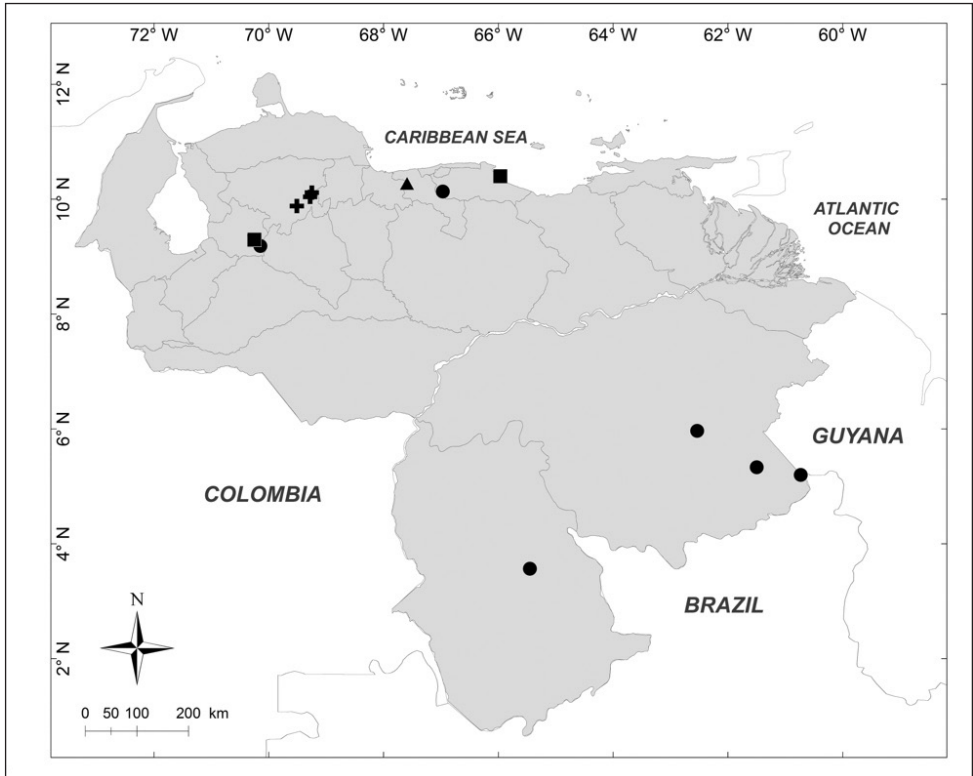 72° W 70° W 68° W 66° W 64° W 62° W 60° W
12° N
10° N
8° N
6° N
4° N
2° N
CARIBBEAN SEA
ATLANTIC
OCEAN
GUYANA
COLOMBIA
BRAZIL
N
0 50 100 200 km